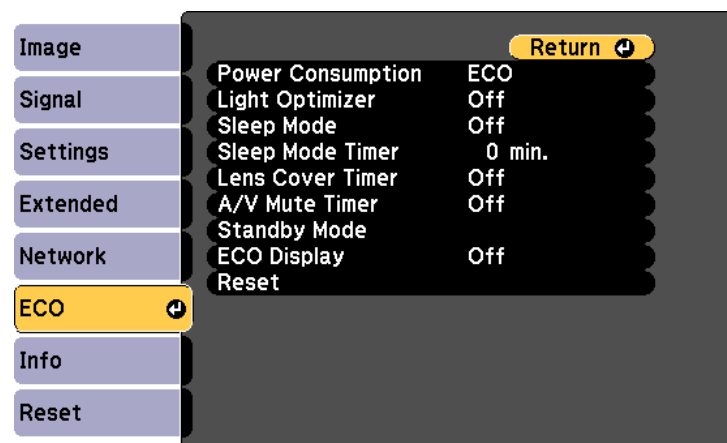 Image
Signal
Settings
Extended
Network
ECO
Info
Reset
Return
Power Consumption ECO
Light Optimizer Off
Sleep Mode Off
Sleep Mode Timer 0 min.
Lens Cover Timer Off
A/V Mute Timer Off
Standby Mode
ECO Display Off
Reset